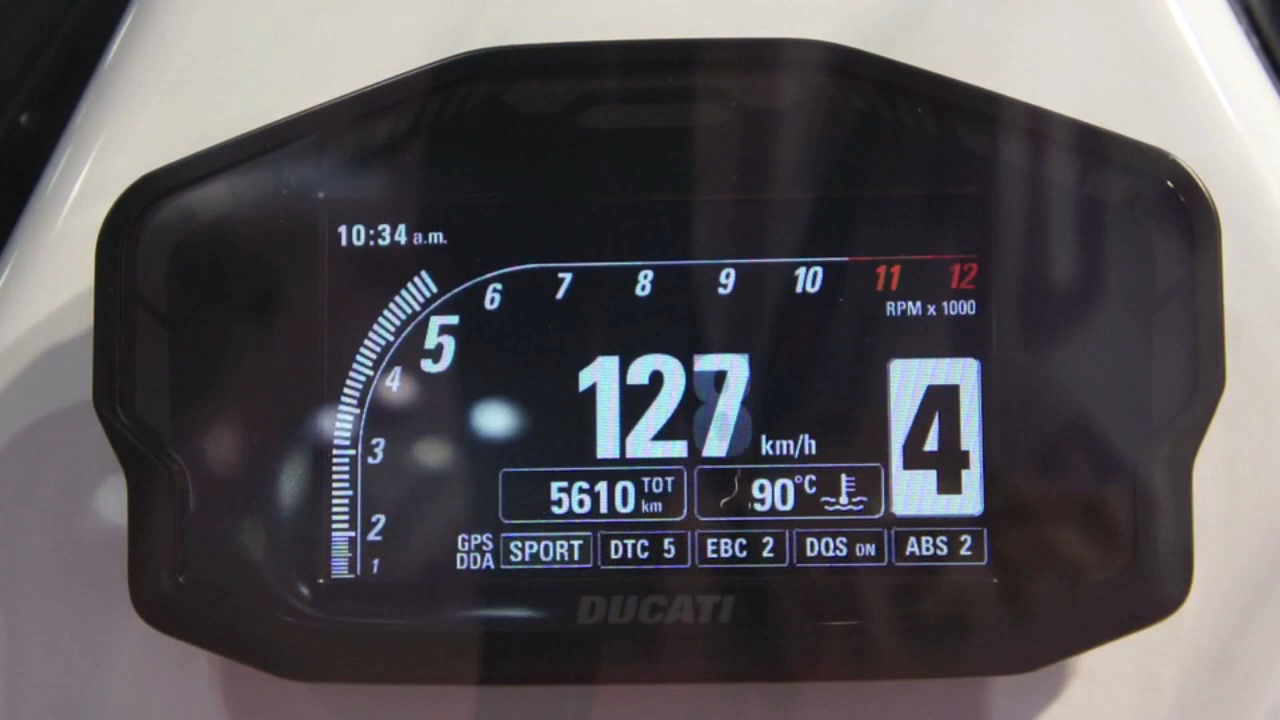 10:34 a.m.
6 7 8 9 10 11 12
RPM x 1000
5
4
3
2
1
127 km/h
4
5610 TOT km
90°C
GPS DDA SPORT DTC 5 EBC 2 DQS ON ABS 2
DUCATI